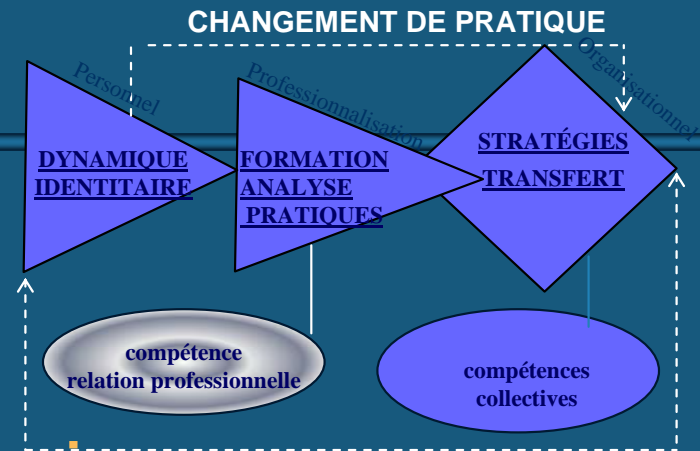 CHANGEMENT DE PRATIQUE
Personnel
Professionnalisation
Organisationnel
DYNAMIQUE
IDENTITAIRE
FORMATION
ANALYSE
PRATIQUES
STRATÉGIES
TRANSFERT
compétence
relation professionnelle
compétences
collectives